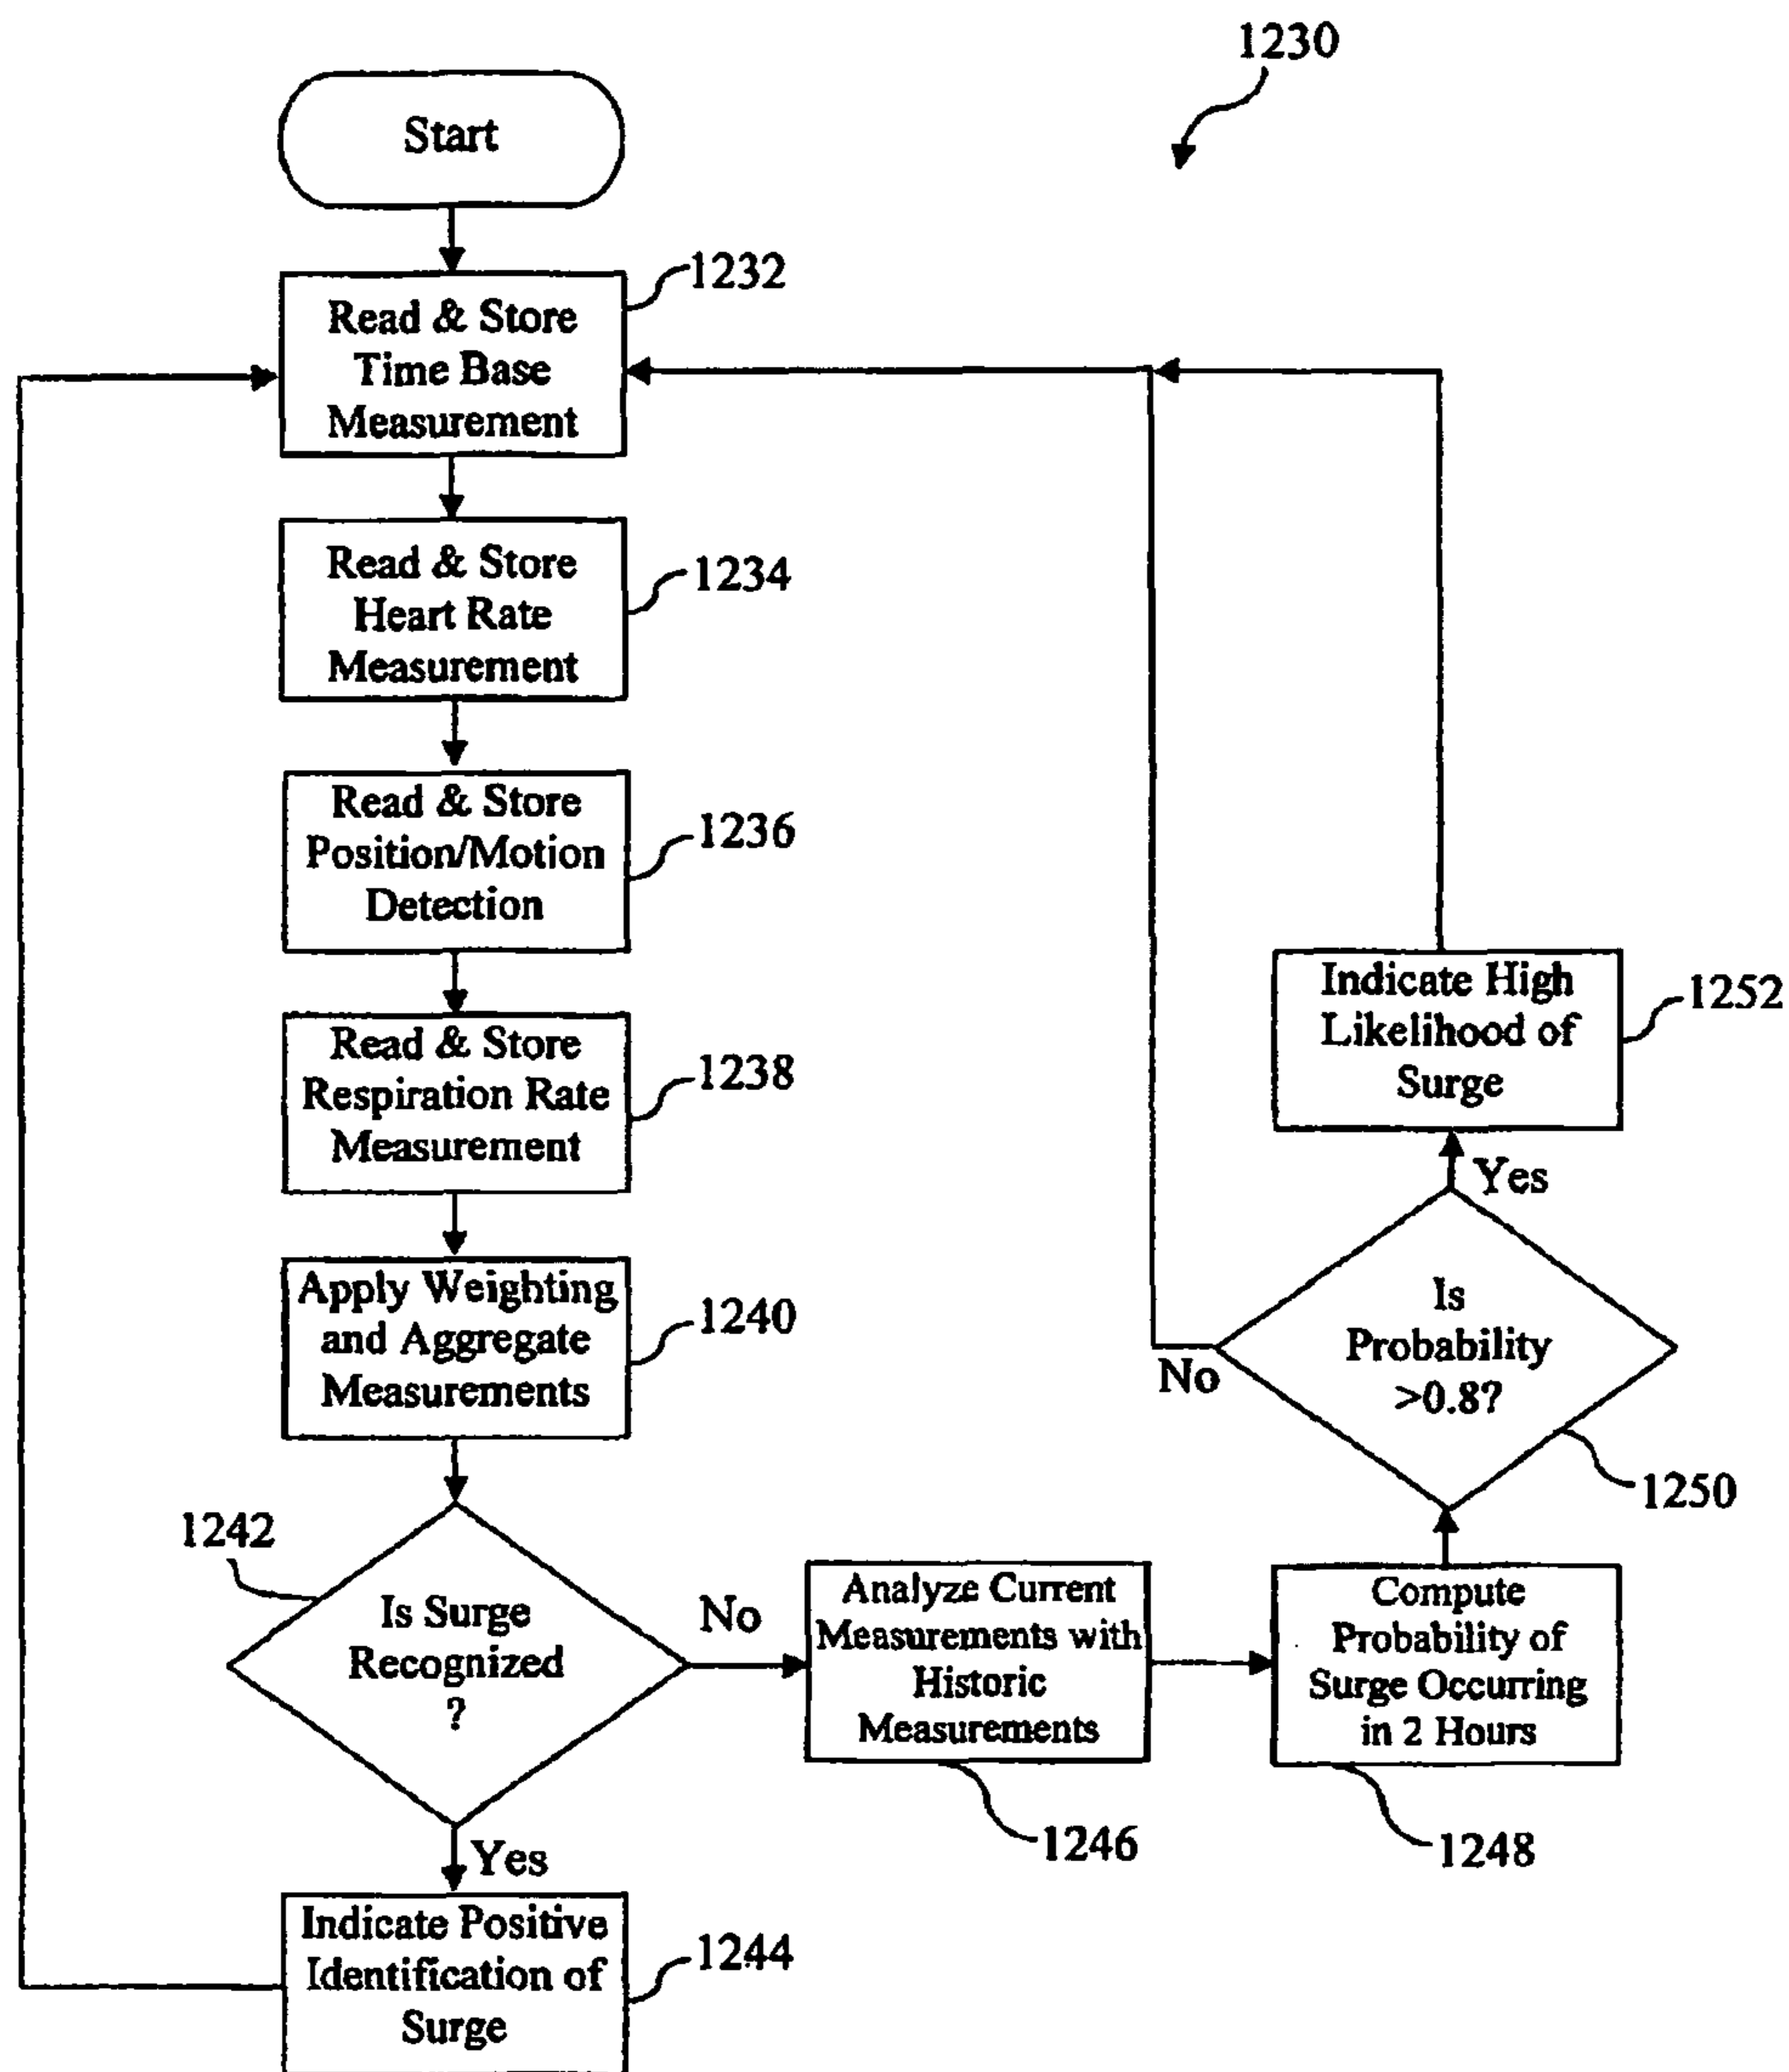 1230
Start
1232
Read & Store
Time Base
Measurement
Read & Store
Heart Rate
Measurement
1234
Read & Store
Position/Motion
Detection
1236
Read & Store
Respiration Rate
Measurement
1238
Apply Weighting
and Aggregate
Measurements
1240
1242
Is Surge
Recognized
?
No
Yes
Indicate Positive
Identification of
Surge
1244
Analyze Current
Measurements with
Historic
Measurements
1246
Compute
Probability of
Surge Occurring
in 2 Hours
1248
Is
Probability
>0.8?
1250
No
Yes
Indicate High
Likelihood of
Surge
1252